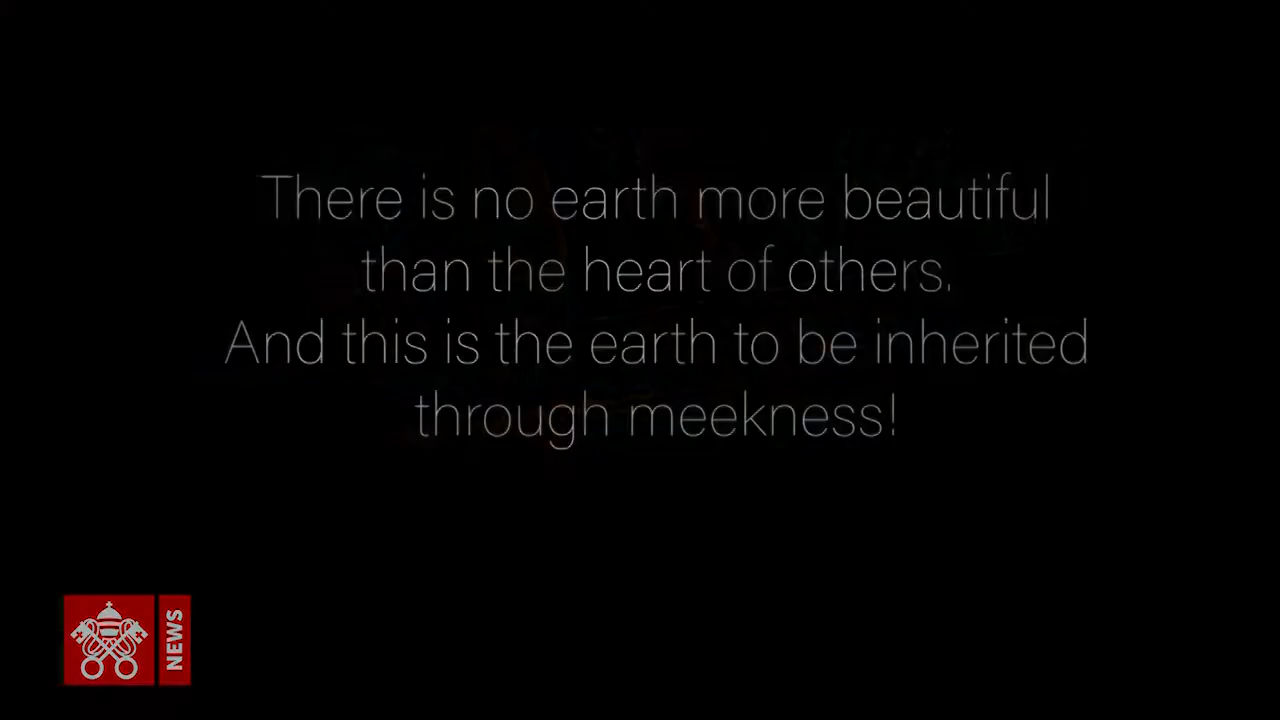 There is no earth more beautiful
than the heart of others.
And this is the earth to be inherited
through meekness!
NEWS